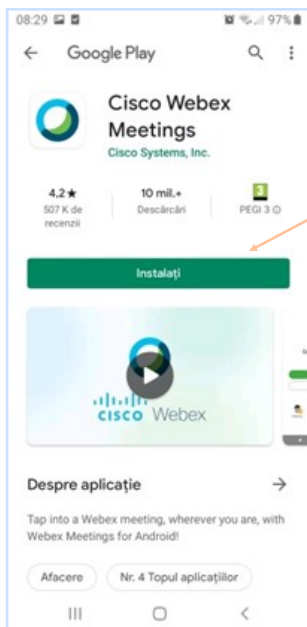 08:29 97%
Google Play
Cisco Webex
Meetings
Cisco Systems, Inc.
4,2★ 10 mil.+ 3
507 K de Descărcări PEGI 3
recenzii
Instalați
CISCO Webex
Despre aplicație
Tap into a Webex meeting, wherever you are, with
Webex Meetings for Android!
Afacere Nr. 4 Topul aplicațiilor